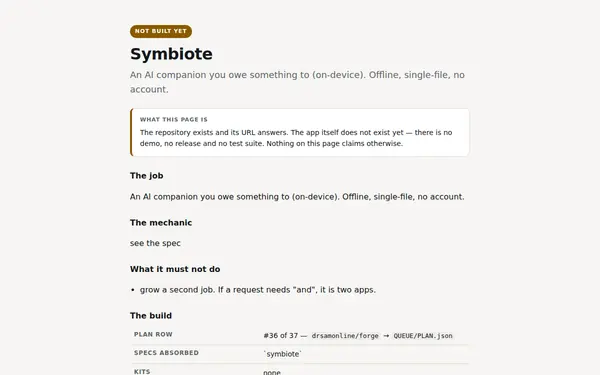 NOT BUILT YET
Symbiote
An AI companion you owe something to (on-device). Offline, single-file, no
account.
WHAT THIS PAGE IS
The repository exists and its URL answers. The app itself does not exist yet — there is no
demo, no release and no test suite. Nothing on this page claims otherwise.
The job
An AI companion you owe something to (on-device). Offline, single-file, no account.
The mechanic
see the spec
What it must not do
• grow a second job. If a request needs "and", it is two apps.
The build
PLAN ROW #36 of 37 — drsamonline/forge → QUEUE/PLAN.json
SPECS ABSORBED `symbiote`
KITS none